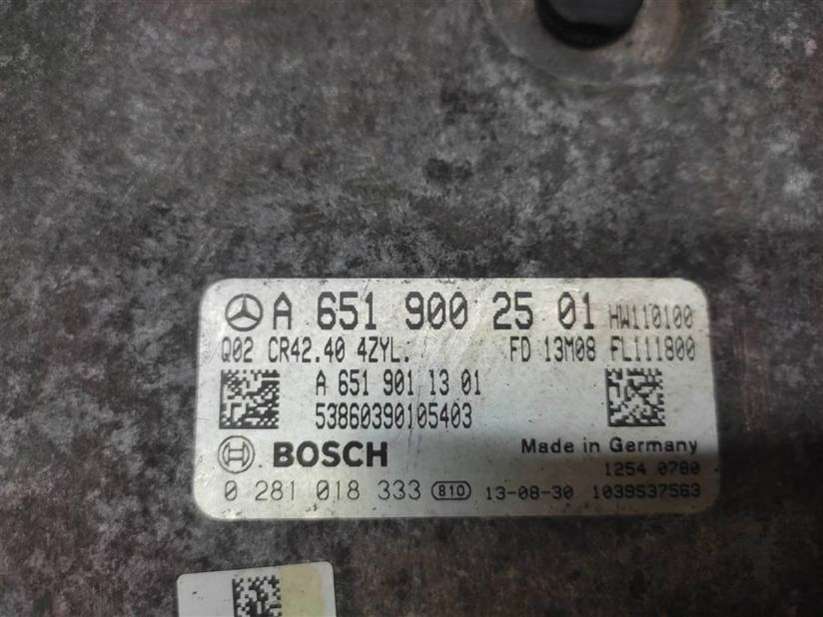 A 651 900 25 01 HW110100
Q02 CR42.40 4ZYL. FD 13M08 FL111800
A 651 901 13 01
53860390105403
BOSCH Made in Germany
1254 0780
0 281 018 333 810 13-08-30 1039S37563